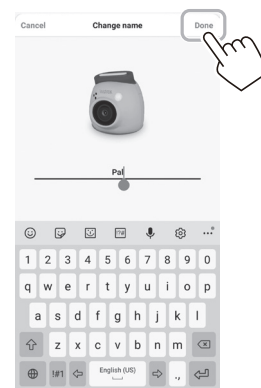 Cancel Change name Done
Pal
1 2 3 4 5 6 7 8 9 0
q w e r t y u i o p
a s d f g h j k l
z x c v b n m
!#1 English (US) .,